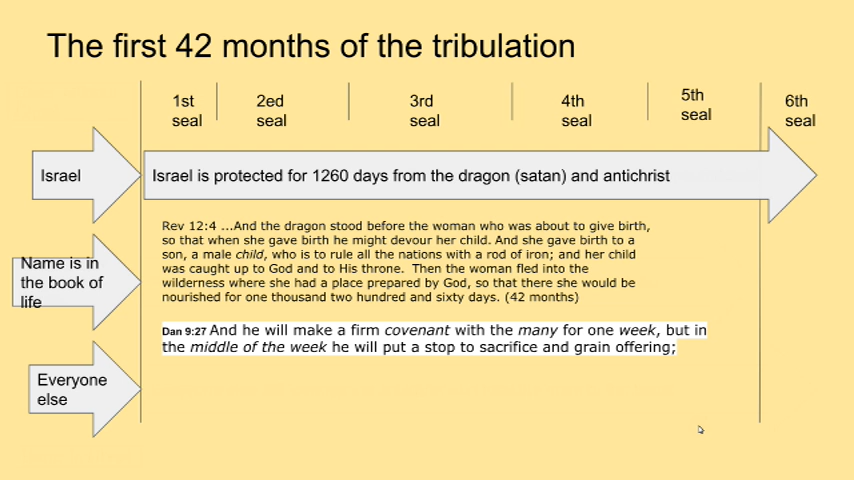 The first 42 months of the tribulation
1st
seal
2ed
seal
3rd
seal
4th
seal
5th
seal
6th
seal
Israel
Israel is protected for 1260 days from the dragon (satan) and antichrist
Rev 12:4 ...And the dragon stood before the woman who was about to give birth,
so that when she gave birth he might devour her child. And she gave birth to a
son, a male child, who is to rule all the nations with a rod of iron; and her child
was caught up to God and to His throne. Then the woman fled into the
wilderness where she had a place prepared by God, so that there she would be
nourished for one thousand two hundred and sixty days. (42 months)
Name is in
the book of
life
Dan 9:27 And he will make a firm covenant with the many for one week, but in
the middle of the week he will put a stop to sacrifice and grain offering;
Everyone
else